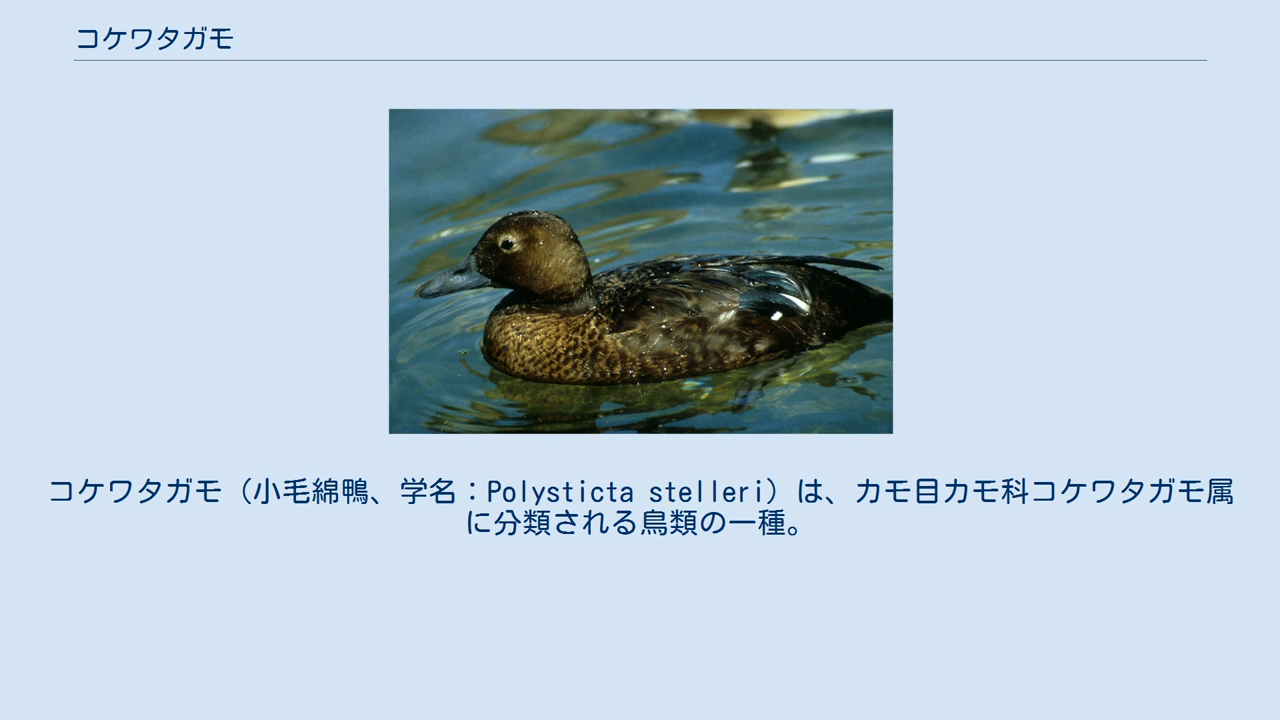 コケワタガモ
コケワタガモ（小毛綿鴨、学名：Polysticta stelleri）は、カモ目カモ科コケワタガモ属
に分類される鳥類の一種。